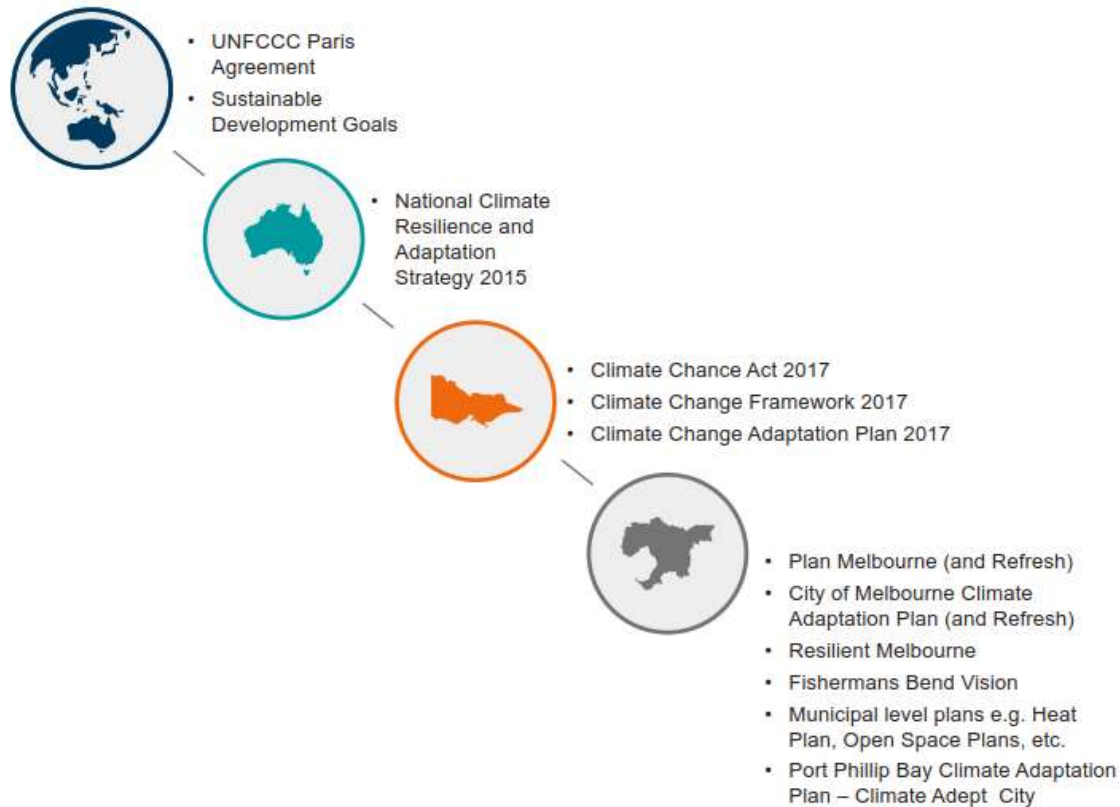 • UNFCCC Paris
Agreement
• Sustainable
Development Goals
• National Climate
Resilience and
Adaptation
Strategy 2015
• Climate Chance Act 2017
• Climate Change Framework 2017
• Climate Change Adaptation Plan 2017
• Plan Melbourne (and Refresh)
• City of Melbourne Climate
Adaptation Plan (and Refresh)
• Resilient Melbourne
• Fishermans Bend Vision
• Municipal level plans e.g. Heat
Plan, Open Space Plans, etc.
• Port Phillip Bay Climate Adaptation
Plan – Climate Adept City